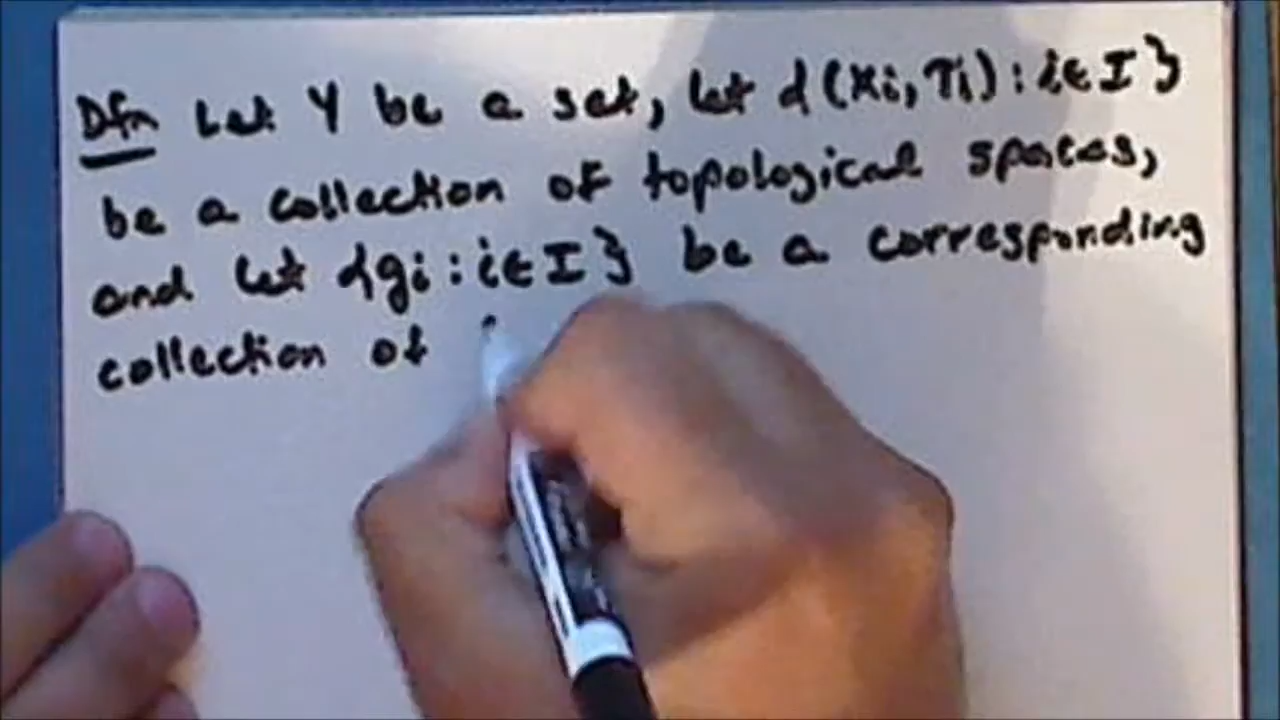 Dfn Let Y be a set, let {(Xi, Ti) : i ∈ I}
be a collection of topological spaces,
and let {gi : i ∈ I} be a corresponding
collection of